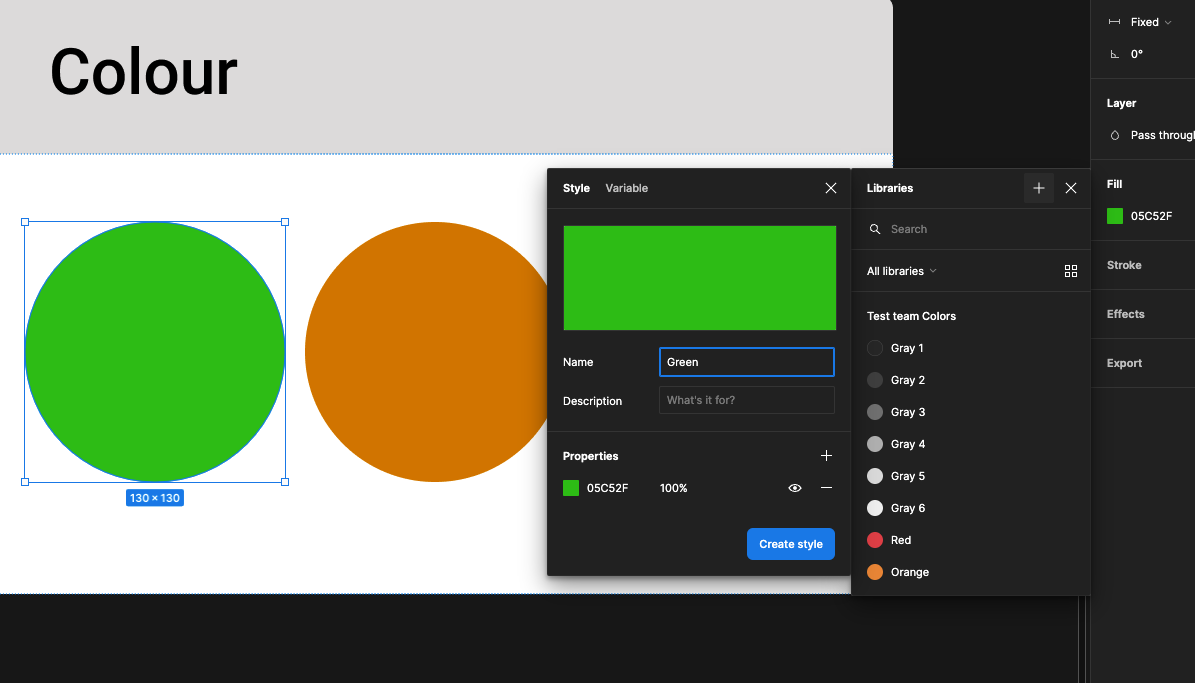 Colour
130 × 130
Style Variable
Name Green
Description What's it for?
Properties
05C52F 100%
Create style
Libraries
Search
All libraries
Test team Colors
Gray 1
Gray 2
Gray 3
Gray 4
Gray 5
Gray 6
Red
Orange
Fixed
0°
Layer
Pass through
Fill
05C52F
Stroke
Effects
Export